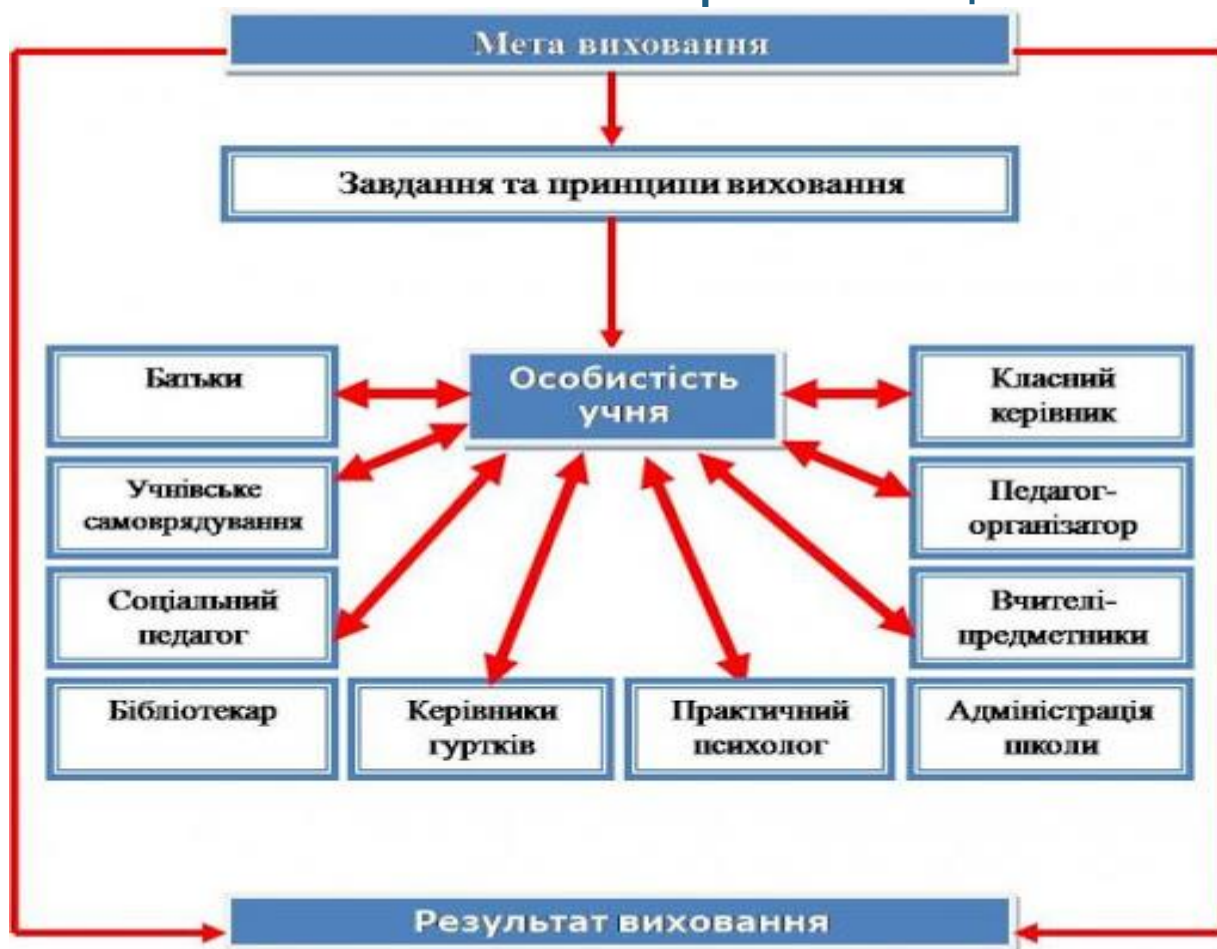 Мета виховання
Завдання та принципи виховання
Батьки
Особистість
учня
Класний
керівник
Учнівське
самоврядування
Педагог-
організатор
Соціальний
педагог
Вчителі-
предметники
Бібліотекар
Керівники
гуртків
Практичний
психолог
Адміністрація
школи
Результат виховання